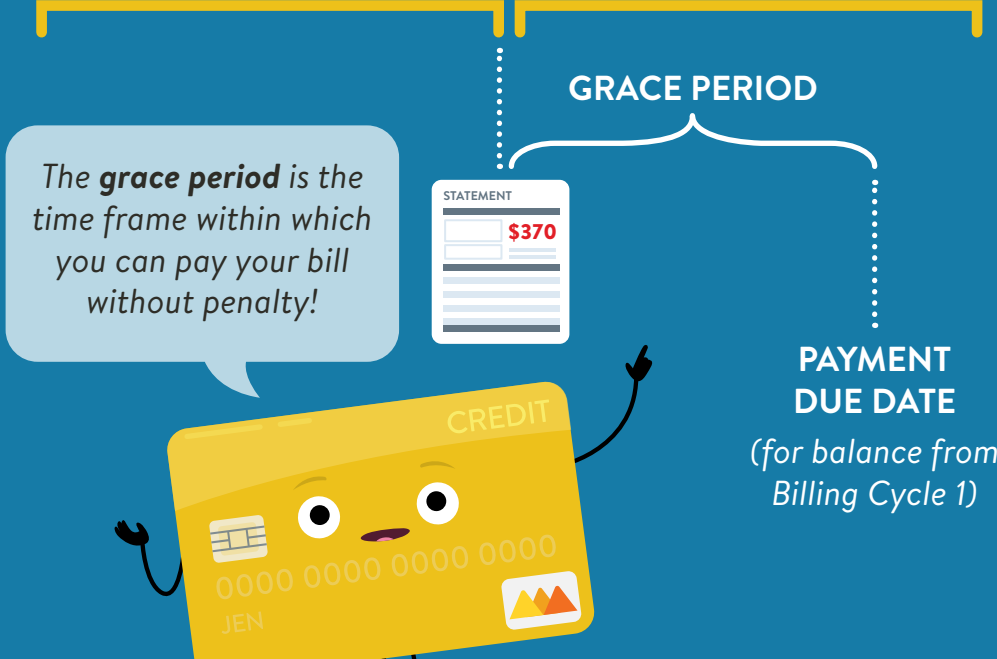 GRACE PERIOD
The grace period is the
time frame within which
you can pay your bill
without penalty!
STATEMENT
$370
PAYMENT
DUE DATE
(for balance from
Billing Cycle 1)
CREDIT
0000 0000 0000 0000
JEN